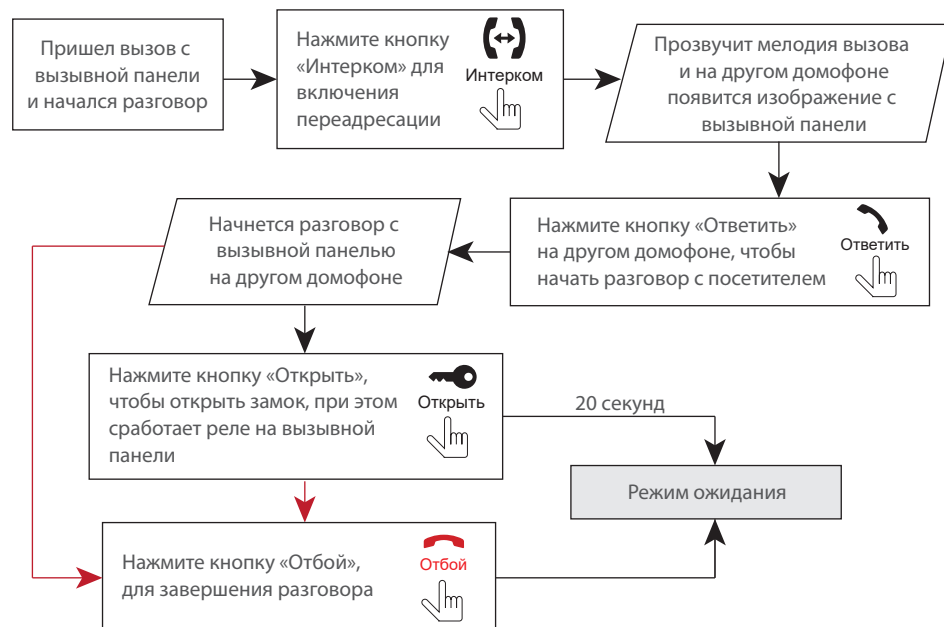 Пришел вызов с
вызывной панели
и начался разговор
Нажмите кнопку
«Интерком» для
включения
переадресации
Интерком
Прозвучит мелодия вызова
и на другом домофоне
появится изображение с
вызывной панели
Нажмите кнопку «Ответить»
на другом домофоне, чтобы
начать разговор с посетителем
Ответить
Начнется разговор с
вызывной панелью
на другом домофоне
Нажмите кнопку «Открыть»,
чтобы открыть замок, при этом
сработает реле на вызывной
панели
Открыть
20 секунд
Режим ожидания
Нажмите кнопку «Отбой»,
для завершения разговора
Отбой